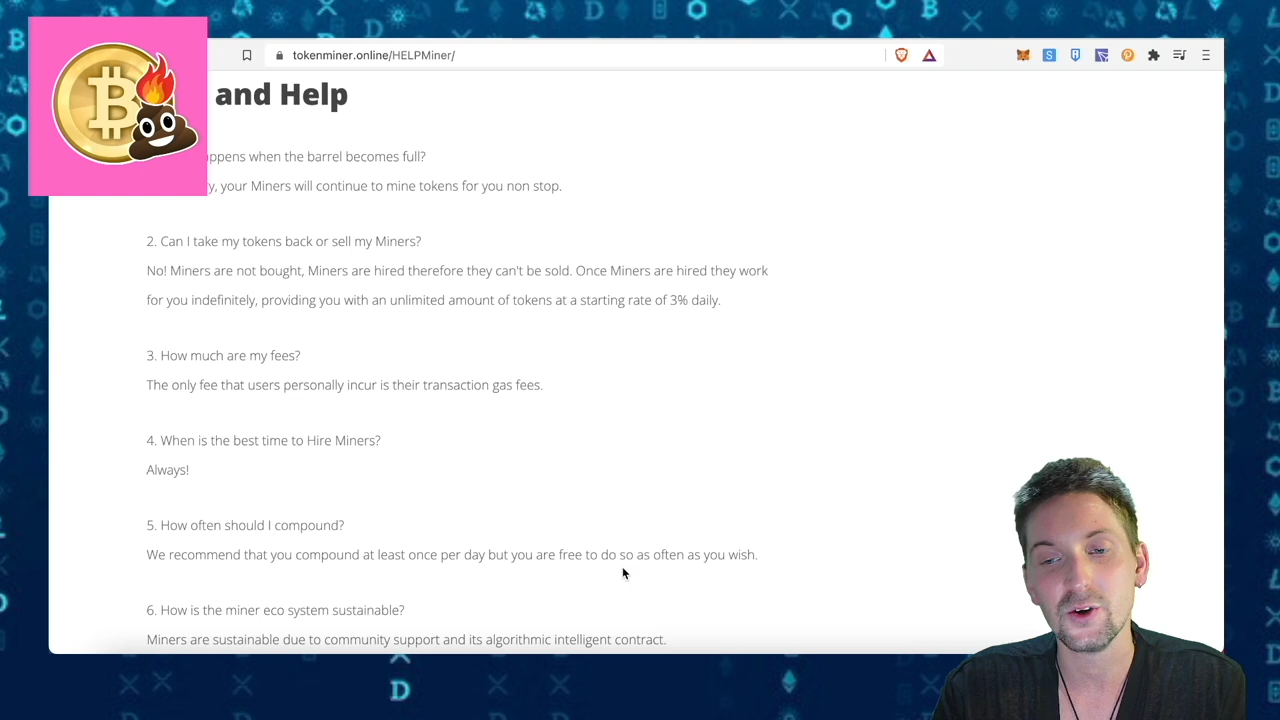 tokenminer.online/HELPMiner/
and Help
appens when the barrel becomes full?
y, your Miners will continue to mine tokens for you non stop.
2. Can I take my tokens back or sell my Miners?
No! Miners are not bought, Miners are hired therefore they can't be sold. Once Miners are hired they work
for you indefinitely, providing you with an unlimited amount of tokens at a starting rate of 3% daily.
3. How much are my fees?
The only fee that users personally incur is their transaction gas fees.
4. When is the best time to Hire Miners?
Always!
5. How often should I compound?
We recommend that you compound at least once per day but you are free to do so as often as you wish.
6. How is the miner eco system sustainable?
Miners are sustainable due to community support and its algorithmic intelligent contract.